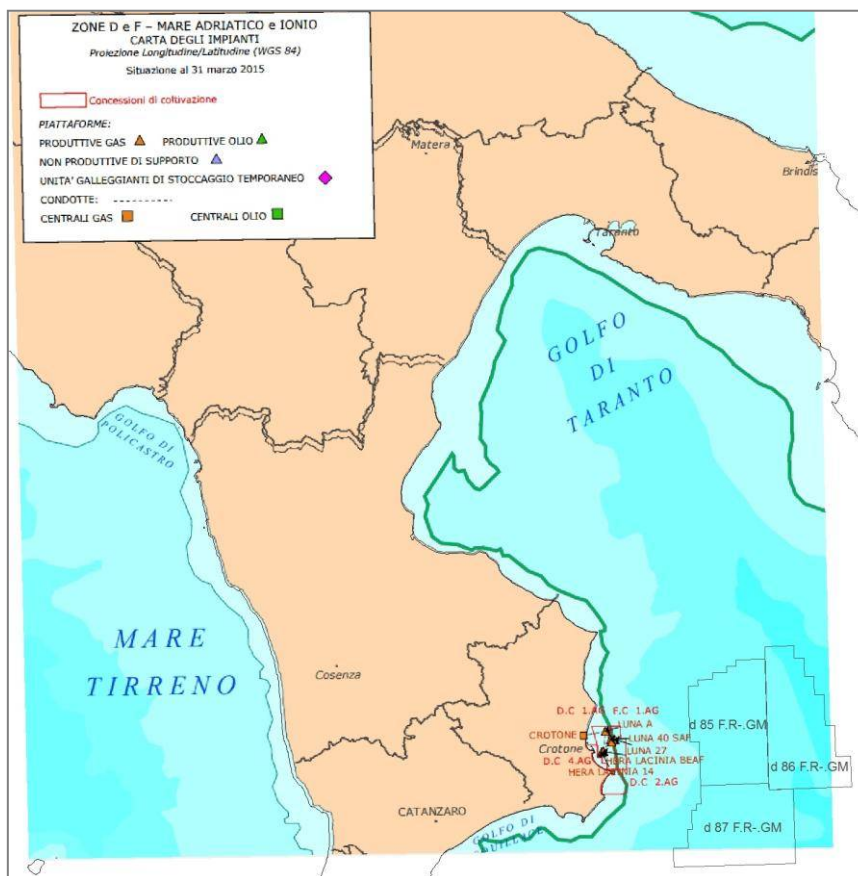 ZONE D e F – MARE ADRIATICO e IONIO
CARTA DEGLI IMPIANTI
Proiezione Longitudine/Latitudine (WGS 84)
Situazione al 31 marzo 2015
Concessioni di coltivazione
PIATTAFORME:
PRODUTTIVE GAS PRODUTTIVE OLIO
NON PRODUTTIVE DI SUPPORTO
UNITA' GALLEGGIANTI DI STOCCAGGIO TEMPORANEO
CONDOTTE: ------------
CENTRALI GAS CENTRALI OLIO
Matera
Brindisi
Taranto
GOLFO
DI
TARANTO
GOLFO DI
POLICASTRO
MARE
TIRRENO
Cosenza
D.C 1.AG F.C 1.AG
LUNA A
CROTONE
LUNA 40 SAF
Crotone
LUNA 27
D.C 4.AG
HERA LACINIA BEAF
HERA LACINIA 14
D.C 2.AG
d 85 F.R-.GM
d 86 F.R-.GM
d 87 F.R-.GM
CATANZARO
GOLFO DI
SQUILLACE